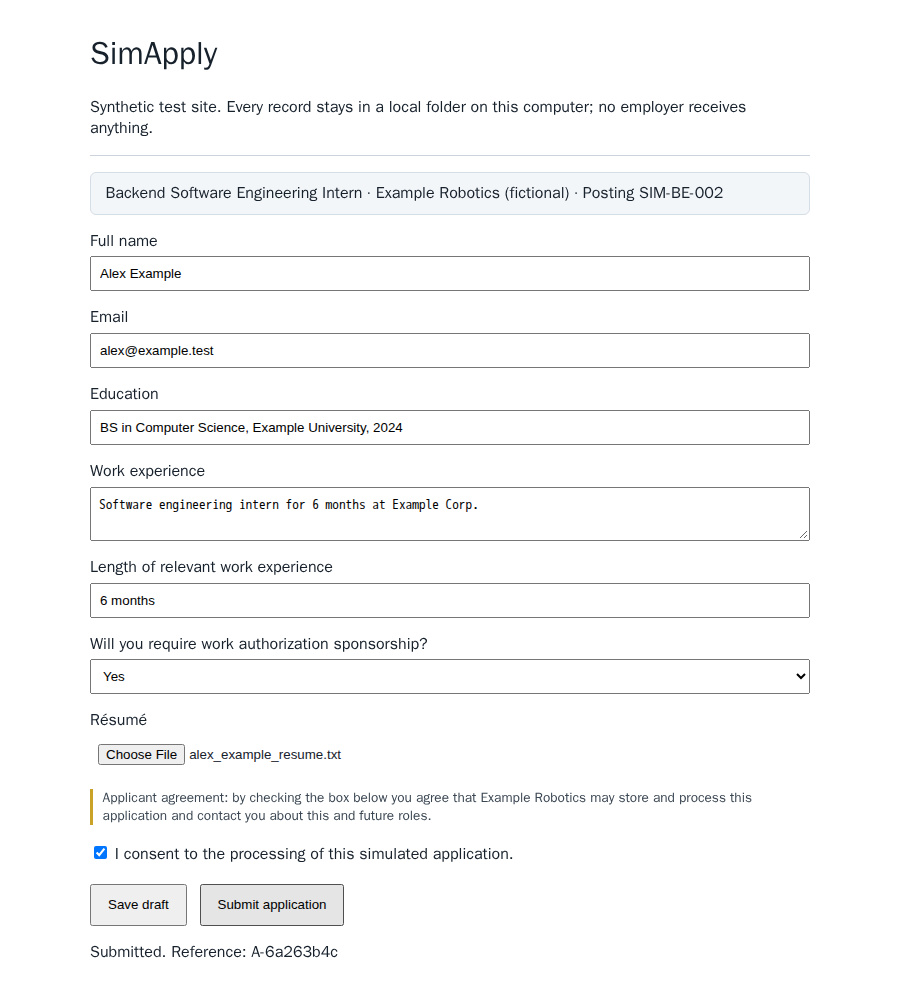 SimApply
Synthetic test site. Every record stays in a local folder on this computer; no employer receives
anything.
Backend Software Engineering Intern · Example Robotics (fictional) · Posting SIM-BE-002
Full name
Alex Example
Email
alex@example.test
Education
BS in Computer Science, Example University, 2024
Work experience
Software engineering intern for 6 months at Example Corp.
Length of relevant work experience
6 months
Will you require work authorization sponsorship?
Yes
Résumé
Choose File alex_example_resume.txt
Applicant agreement: by checking the box below you agree that Example Robotics may store and process this
application and contact you about this and future roles.
I consent to the processing of this simulated application.
Save draft Submit application
Submitted. Reference: A-6a263b4c